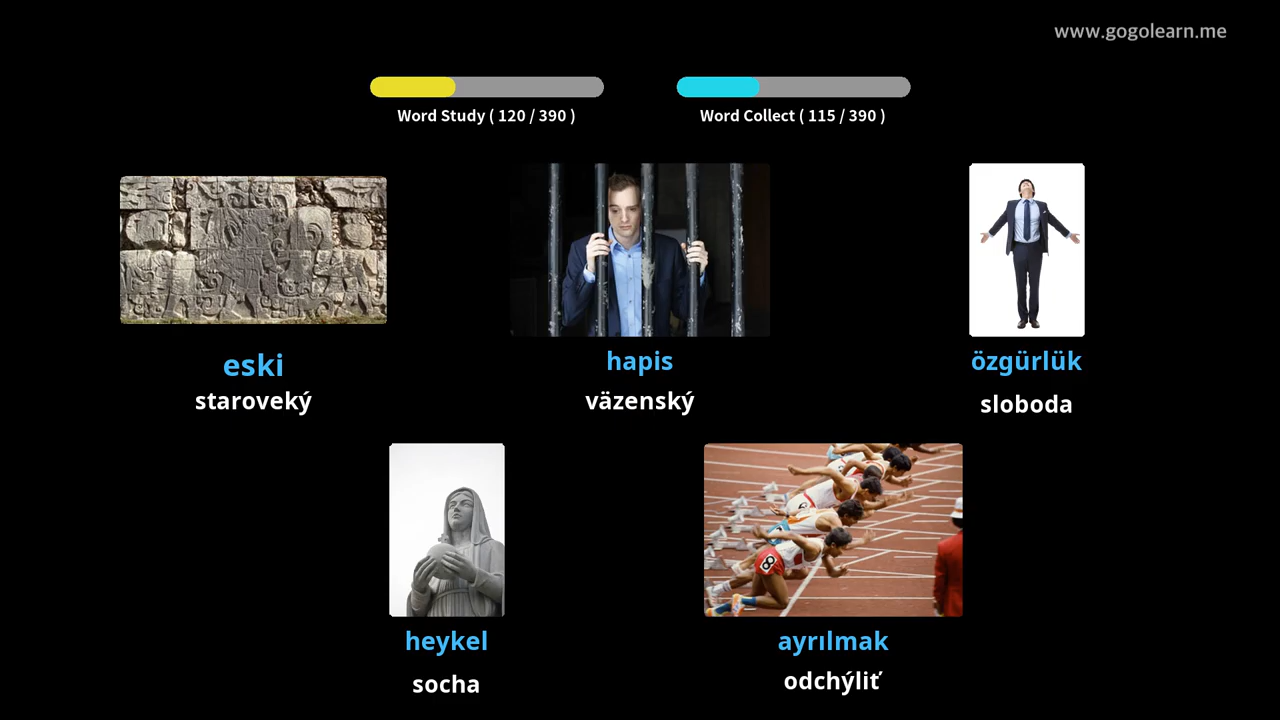 www.gogolearn.me
Word Study ( 120 / 390 )
Word Collect ( 115 / 390 )
eski
staroveký
hapis
väzenský
özgürlük
sloboda
heykel
socha
ayrılmak
odchýliť